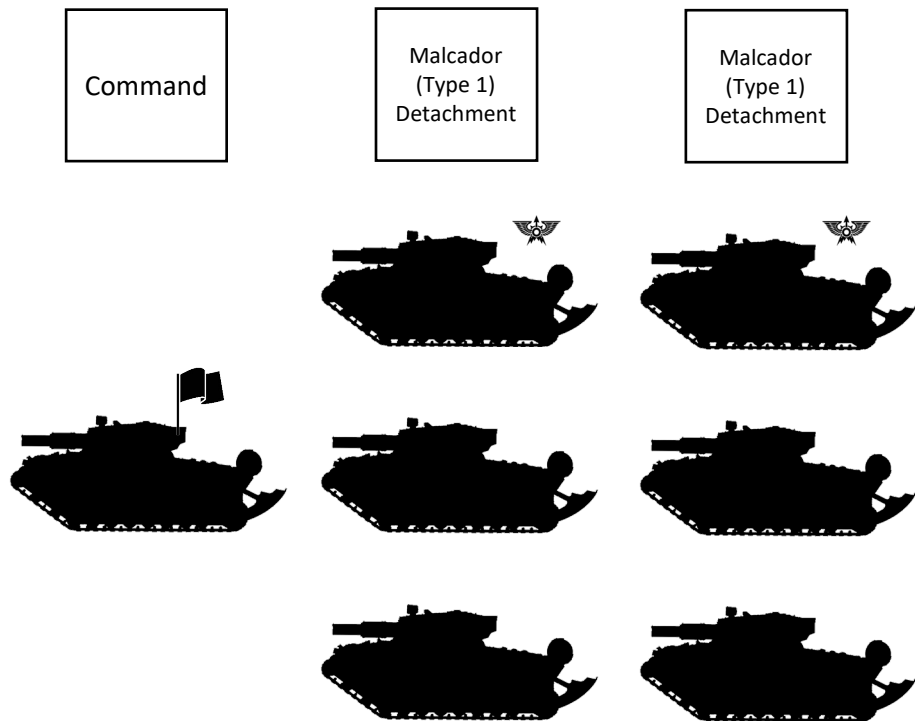 Command
Malcador
(Type 1)
Detachment
Malcador
(Type 1)
Detachment